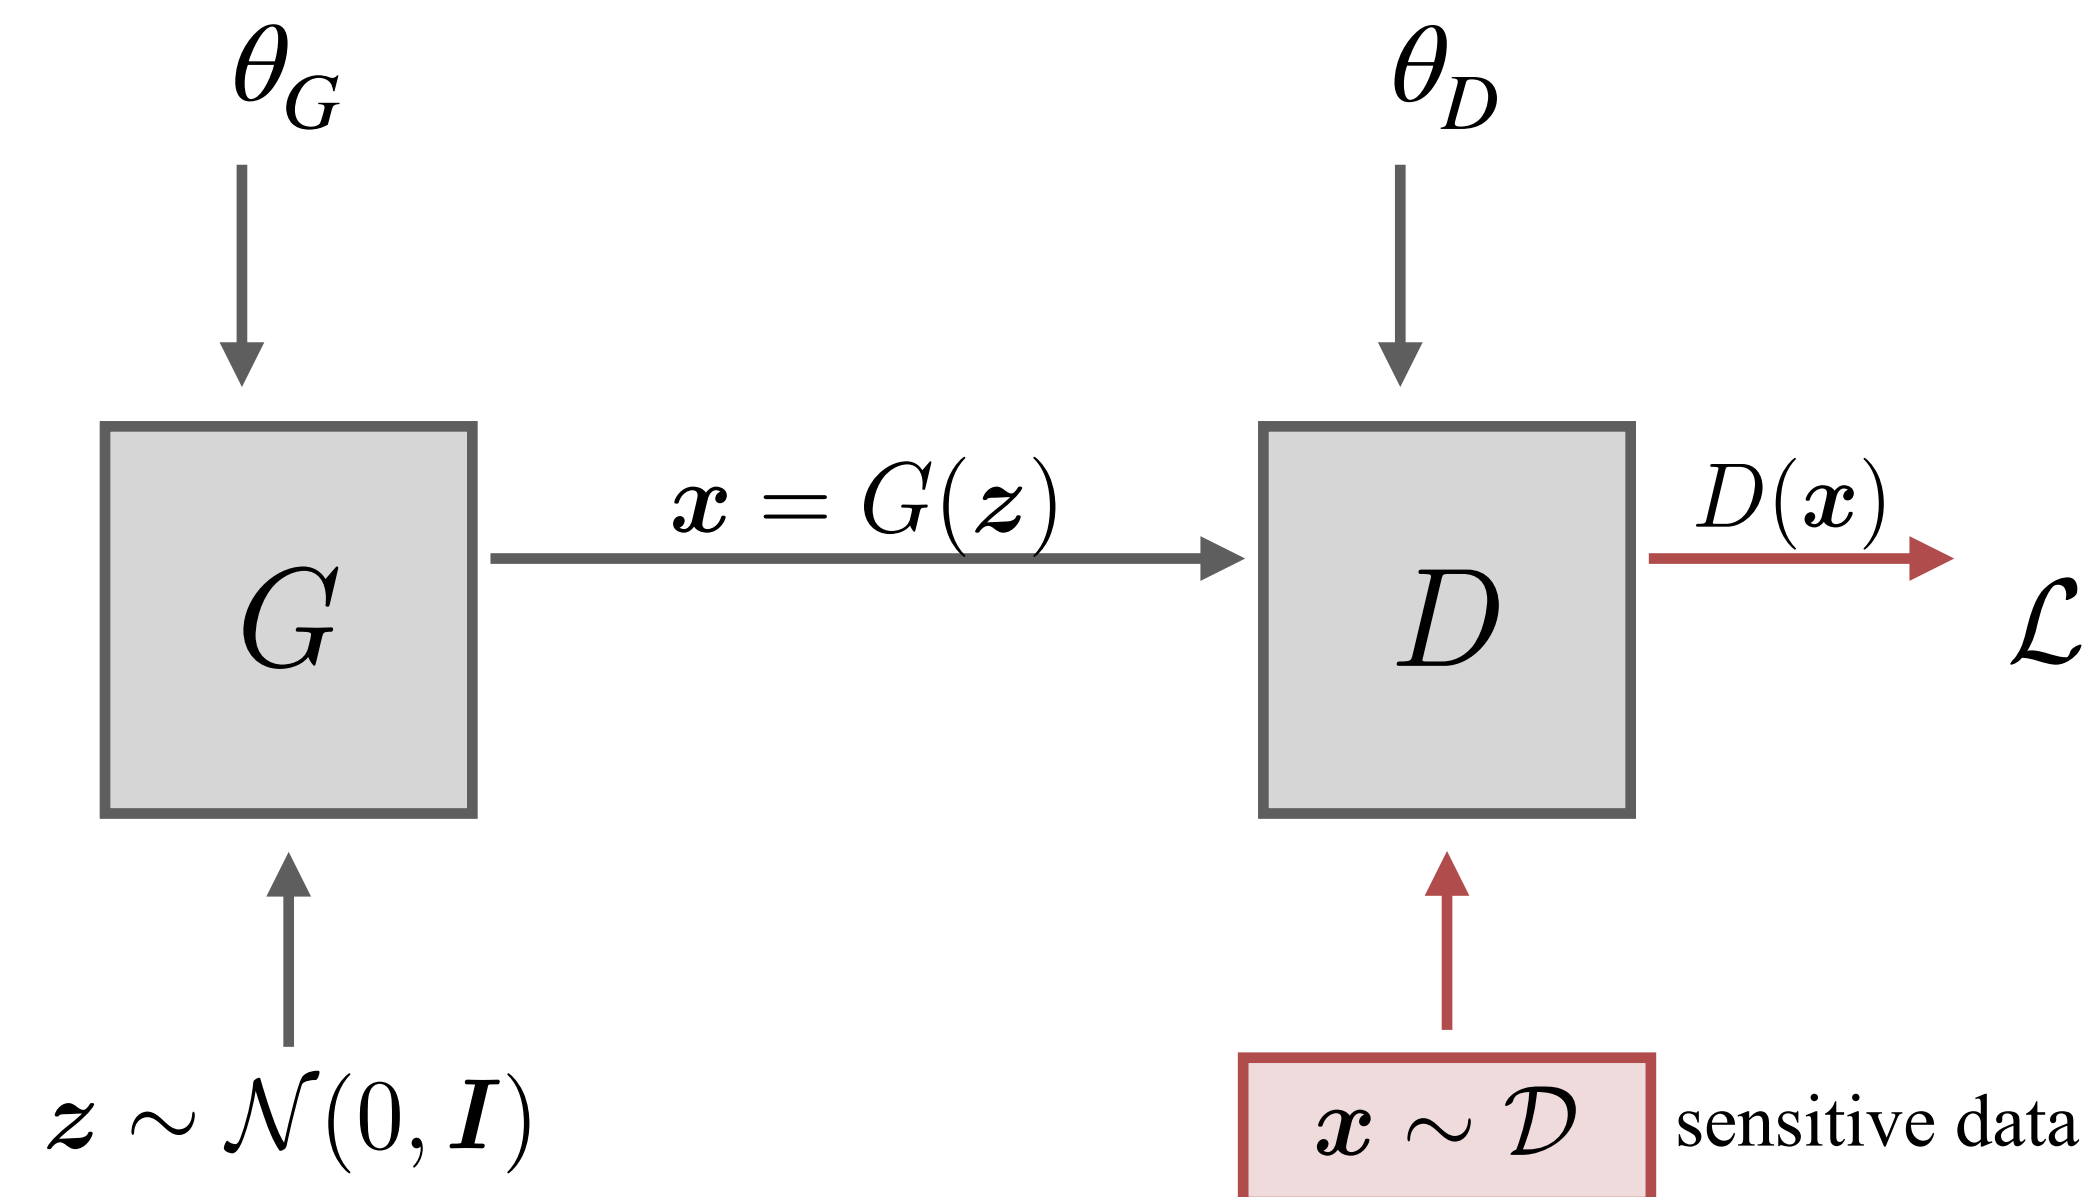 θ_G
θ_D
x = G(z)
D(x)
G
D
ℒ
z ∼ 𝒩(0, I)
x ∼ 𝒟
sensitive data